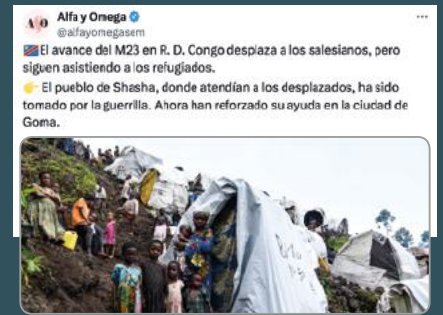 Alfa y Omega
@alfayomegasem
🇨🇩El avance del M23 en R. D. Congo desplaza a los salesianos, pero
siguen asistiendo a los refugiados.
👉 El pueblo de Shasha, donde atendían a los desplazados, ha sido
tomado por la guerrilla. Ahora han reforzado su ayuda en la ciudad de
Goma.